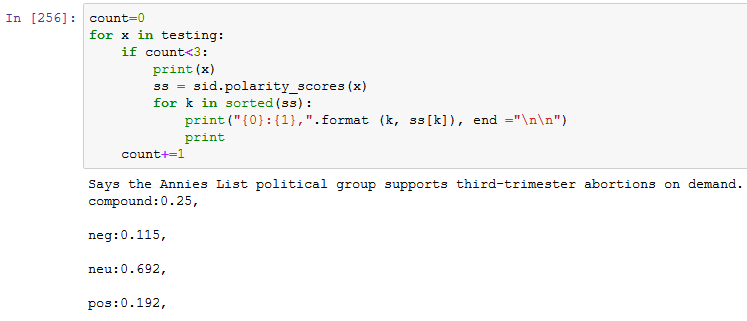 In [256]: count=0
for x in testing:
    if count<3:
        print(x)
        ss = sid.polarity_scores(x)
        for k in sorted(ss):
            print("{0}:{1},".format (k, ss[k]), end ="\n\n")
            print
    count+=1
Says the Annies List political group supports third-trimester abortions on demand.
compound:0.25,
neg:0.115,
neu:0.692,
pos:0.192,